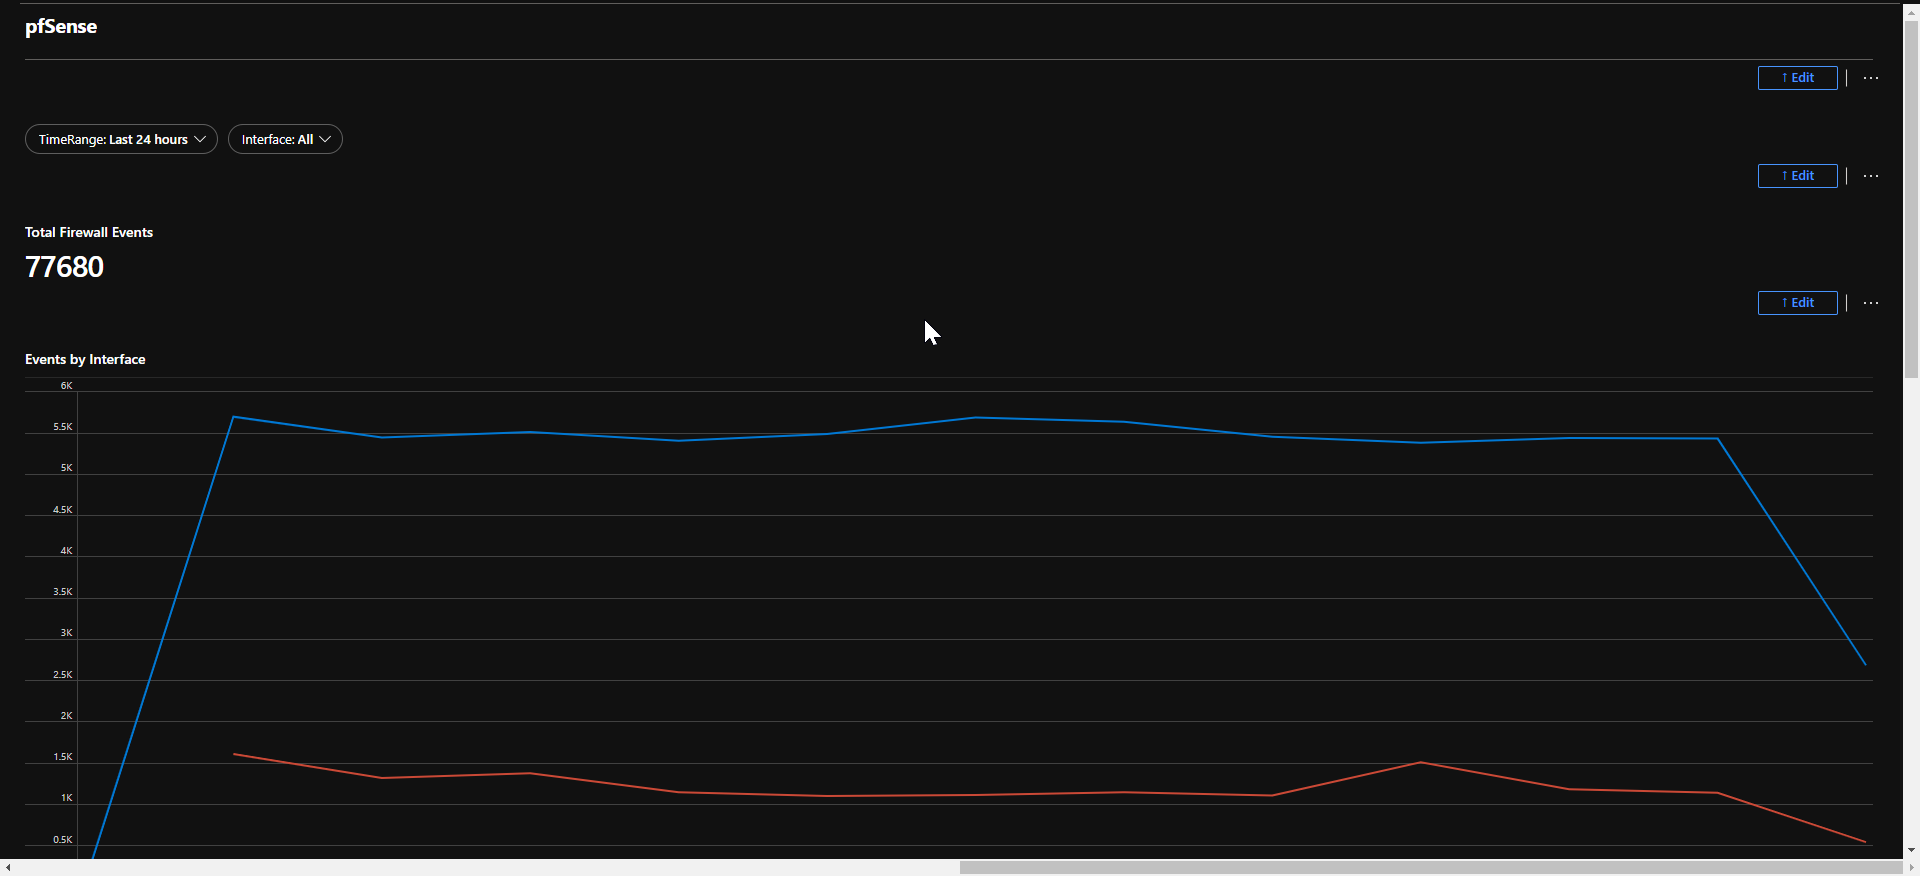 pfSense
↑ Edit | ...
TimeRange: Last 24 hours Interface: All
↑ Edit | ...
Total Firewall Events
77680
↑ Edit | ...
Events by Interface
6K
5.5K
5K
4.5K
4K
3.5K
3K
2.5K
2K
1.5K
1K
0.5K